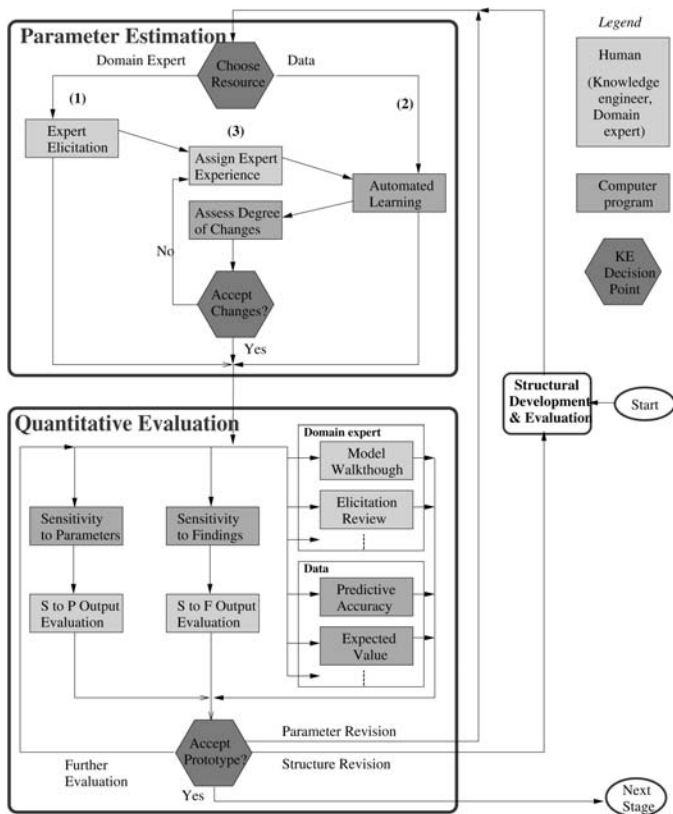 Parameter Estimation
Domain Expert
Choose
Resource
Data
(1)
(2)
(3)
Expert
Elicitation
Assign Expert
Experience
Automated
Learning
Assess Degree
of Changes
No
Accept
Changes?
Yes
Legend
Human
(Knowledge
engineer,
Domain
expert)
Computer
program
KE
Decision
Point
Structural
Development
& Evaluation
Start
Quantitative Evaluation
Domain expert
Model
Walkthough
Elicitation
Review
Sensitivity
to Parameters
Sensitivity
to Findings
Data
Predictive
Accuracy
Expected
Value
S to P Output
Evaluation
S to F Output
Evaluation
Accept
Prototype?
Parameter Revision
Structure Revision
Further
Evaluation
Yes
Next
Stage